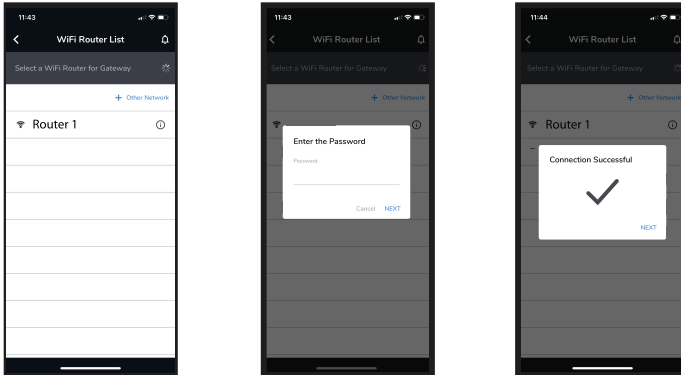 11:43
WiFi Router List
Select a WiFi Router for Gateway
+ Other Network
Router 1
11:43
WiFi Router List
Select a WiFi Router for Gateway
+ Other Network
Enter the Password
Password
Cancel NEXT
11:44
WiFi Router List
Select a WiFi Router for Gateway
+ Other Network
Router 1
Connection Successful
NEXT